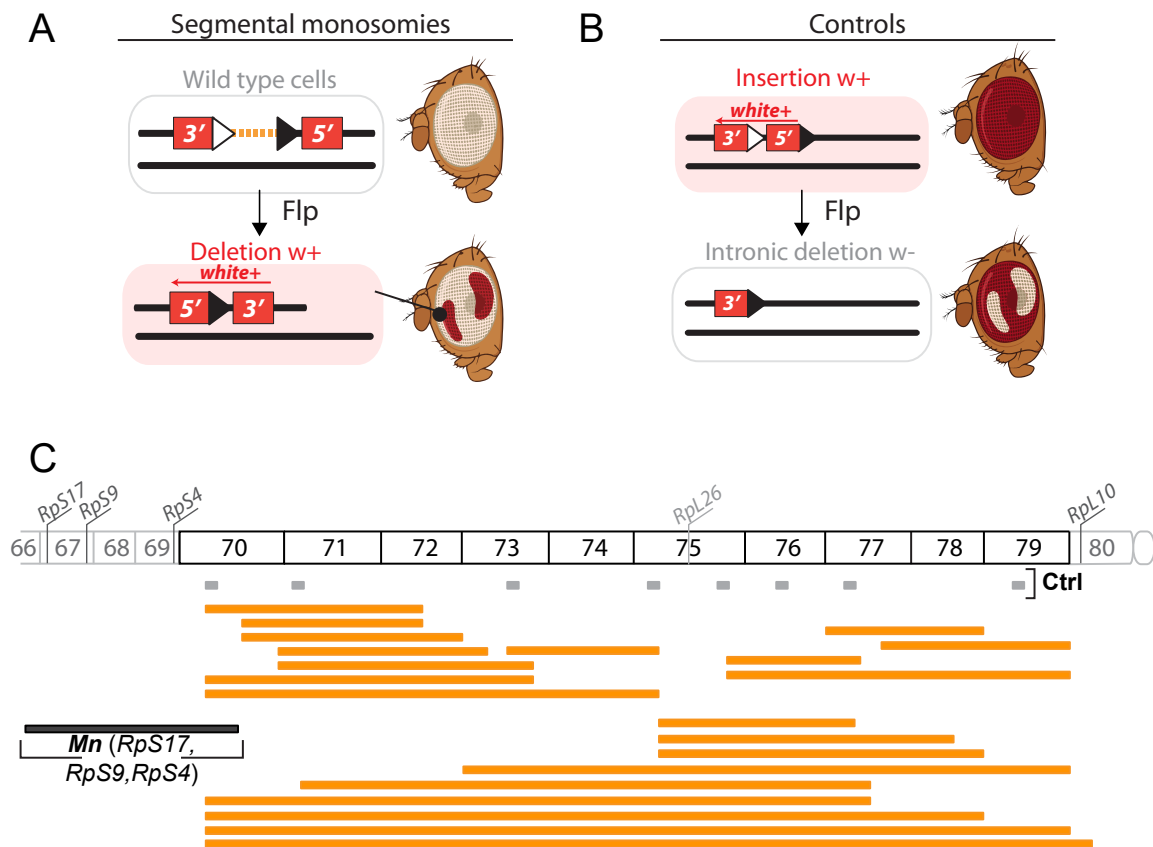 A
Segmental monosomies
Wild type cells
3′ 5′
Flp
Deletion w+
white+
5′ 3′
B
Controls
Insertion w+
white+
3′ 5′
Flp
Intronic deletion w-
3′
C
RpS17 RpS9 RpS4 RpL26 RpL10
66 67 68 69 70 71 72 73 74 75 76 77 78 79 80
Ctrl
Mn (RpS17,
RpS9,RpS4)